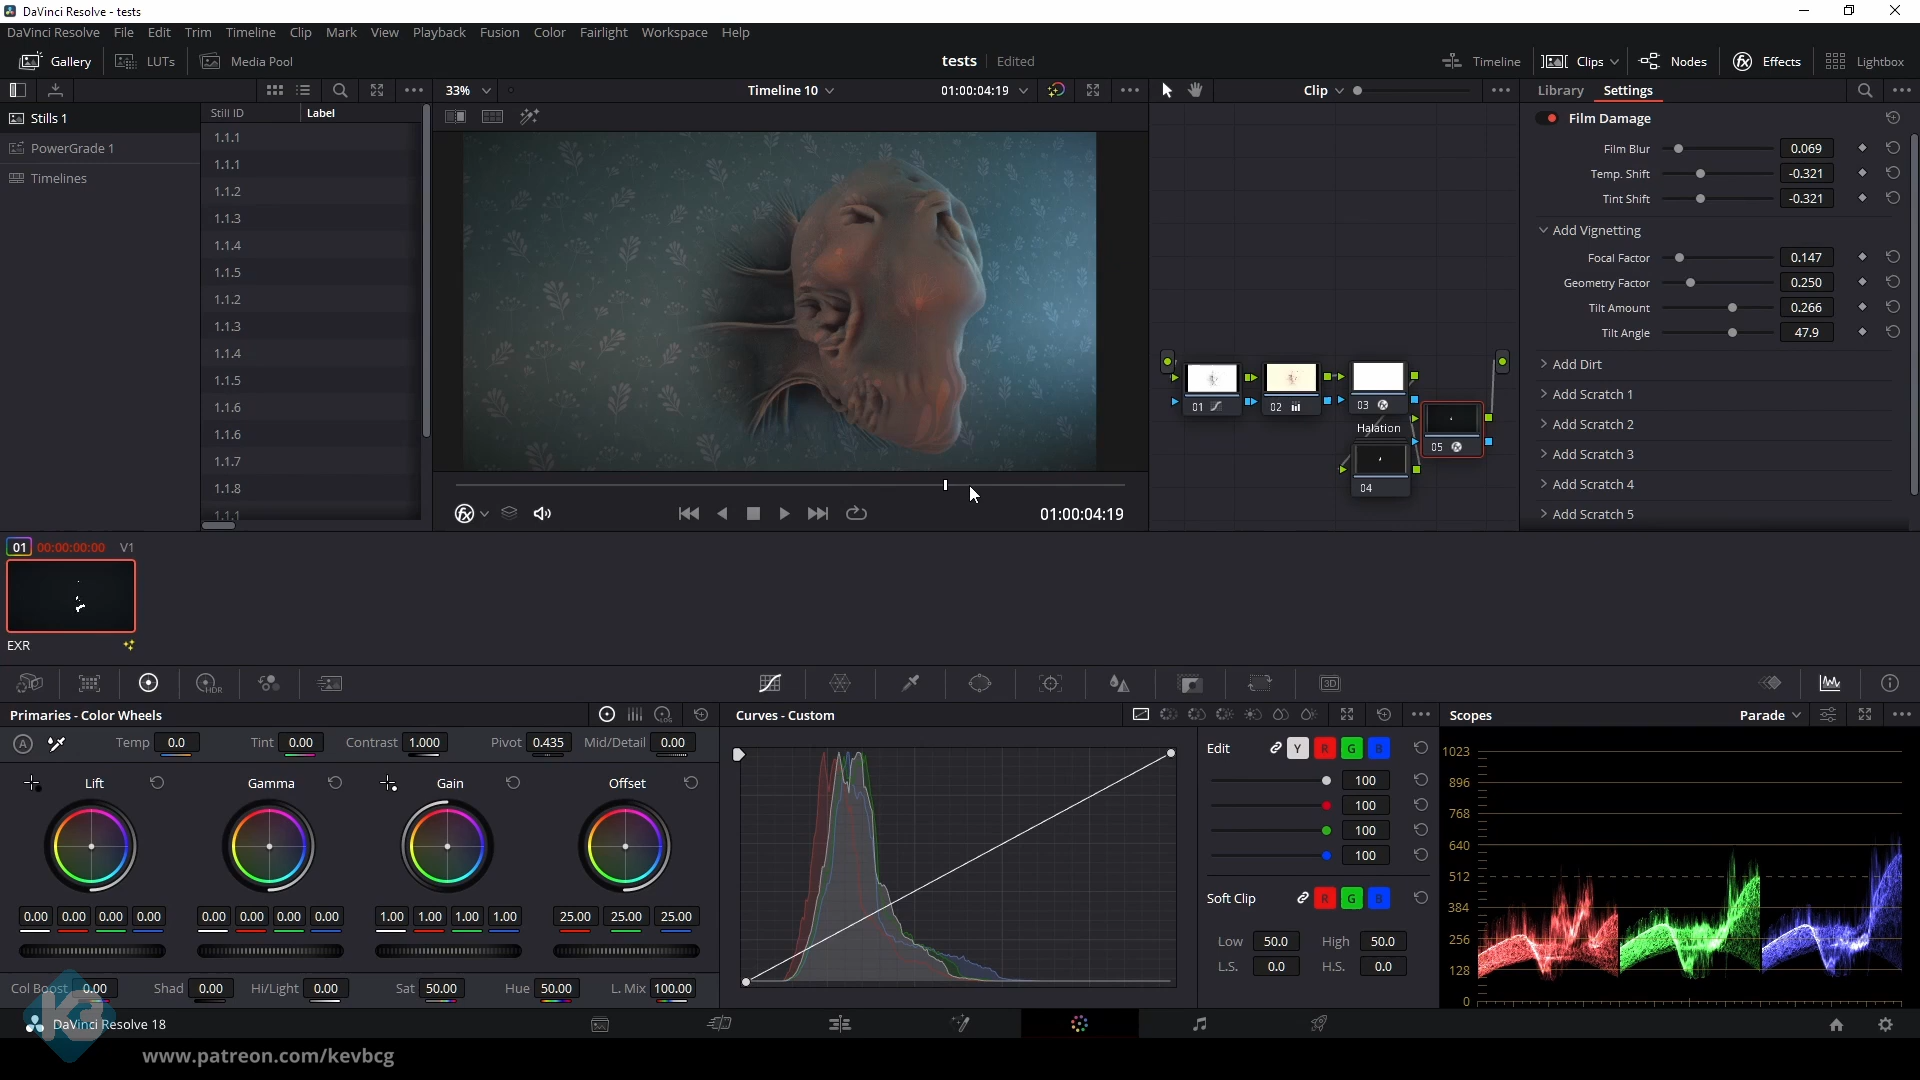 DaVinci Resolve - tests
DaVinci Resolve File Edit Trim Timeline Clip Mark View Playback Fusion Color Fairlight Workspace Help
Gallery LUTs Media Pool tests Edited Timeline Clips Nodes Effects Lightbox
33% Timeline 10 01:00:04:19 Clip Library Settings
Still ID Label
Stills 1
PowerGrade 1
Timelines
1.1.1
1.1.1
1.1.2
1.1.3
1.1.4
1.1.5
1.1.2
1.1.3
1.1.4
1.1.5
1.1.6
1.1.6
1.1.7
1.1.8
1.1.1
01:00:04:19
01
02
03
Halation
04
05
Film Damage
Film Blur 0.069
Temp. Shift -0.321
Tint Shift -0.321
Add Vignetting
Focal Factor 0.147
Geometry Factor 0.250
Tilt Amount 0.266
Tilt Angle 47.9
Add Dirt
Add Scratch 1
Add Scratch 2
Add Scratch 3
Add Scratch 4
Add Scratch 5
01 00:00:00:00 V1
EXR
HDR
3D
Primaries - Color Wheels
LOG
A Temp 0.0 Tint 0.00 Contrast 1.000 Pivot 0.435 Mid/Detail 0.00
Lift Gamma Gain Offset
0.00 0.00 0.00 0.00 0.00 0.00 0.00 0.00 1.00 1.00 1.00 1.00 25.00 25.00 25.00
Col Boost 0.00 Shad 0.00 Hi/Light 0.00 Sat 50.00 Hue 50.00 L. Mix 100.00
Curves - Custom
Edit Y R G B
100
100
100
100
Soft Clip R G B
Low 50.0 High 50.0
L.S. 0.0 H.S. 0.0
Scopes Parade
1023
896
768
640
512
384
256
128
0
DaVinci Resolve 18
www.patreon.com/kevbcg